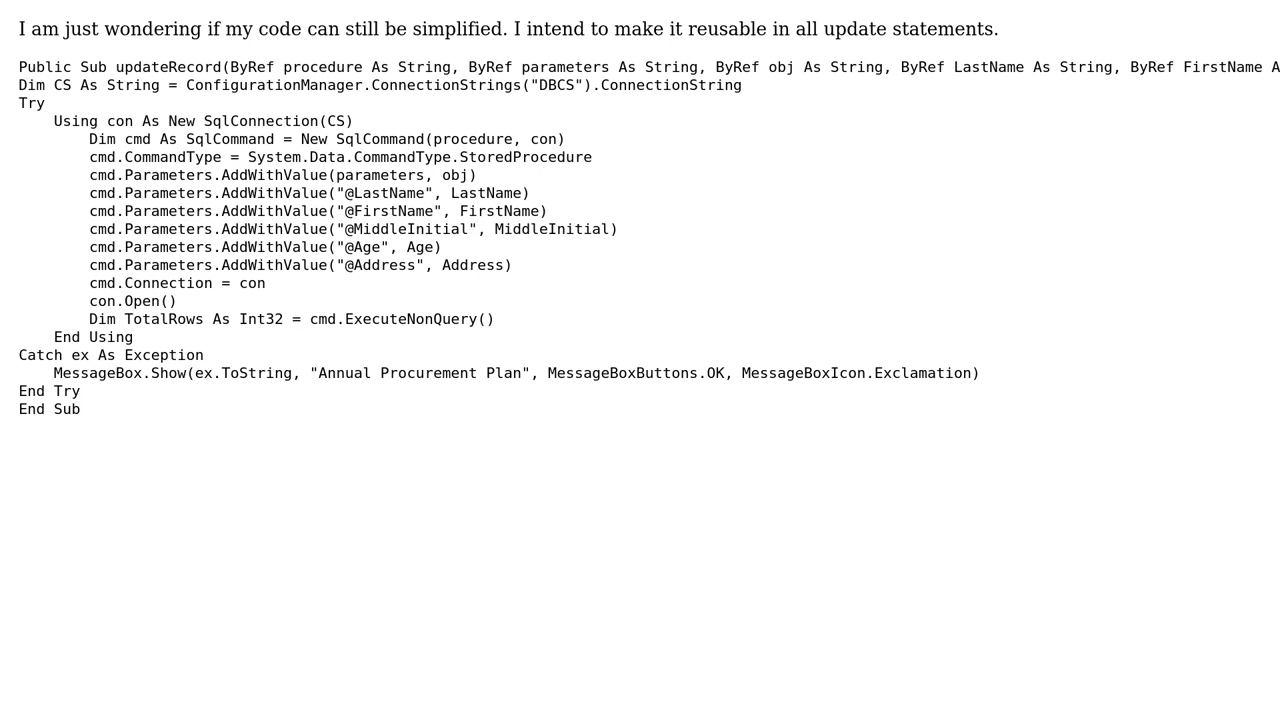 I am just wondering if my code can still be simplified. I intend to make it reusable in all update statements.
Public Sub updateRecord(ByRef procedure As String, ByRef parameters As String, ByRef obj As String, ByRef LastName As String, ByRef FirstName A
Dim CS As String = ConfigurationManager.ConnectionStrings("DBCS").ConnectionString
Try
    Using con As New SqlConnection(CS)
        Dim cmd As SqlCommand = New SqlCommand(procedure, con)
        cmd.CommandType = System.Data.CommandType.StoredProcedure
        cmd.Parameters.AddWithValue(parameters, obj)
        cmd.Parameters.AddWithValue("@LastName", LastName)
        cmd.Parameters.AddWithValue("@FirstName", FirstName)
        cmd.Parameters.AddWithValue("@MiddleInitial", MiddleInitial)
        cmd.Parameters.AddWithValue("@Age", Age)
        cmd.Parameters.AddWithValue("@Address", Address)
        cmd.Connection = con
        con.Open()
        Dim TotalRows As Int32 = cmd.ExecuteNonQuery()
    End Using
Catch ex As Exception
    MessageBox.Show(ex.ToString, "Annual Procurement Plan", MessageBoxButtons.OK, MessageBoxIcon.Exclamation)
End Try
End Sub